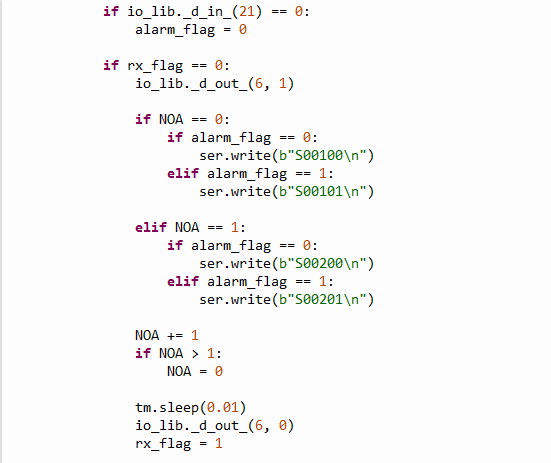 if io_lib._d_in_(21) == 0:
    alarm_flag = 0

if rx_flag == 0:
    io_lib._d_out_(6, 1)

    if NOA == 0:
        if alarm_flag == 0:
            ser.write(b"S00100\n")
        elif alarm_flag == 1:
            ser.write(b"S00101\n")

    elif NOA == 1:
        if alarm_flag == 0:
            ser.write(b"S00200\n")
        elif alarm_flag == 1:
            ser.write(b"S00201\n")

    NOA += 1
    if NOA > 1:
        NOA = 0

    tm.sleep(0.01)
    io_lib._d_out_(6, 0)
    rx_flag = 1